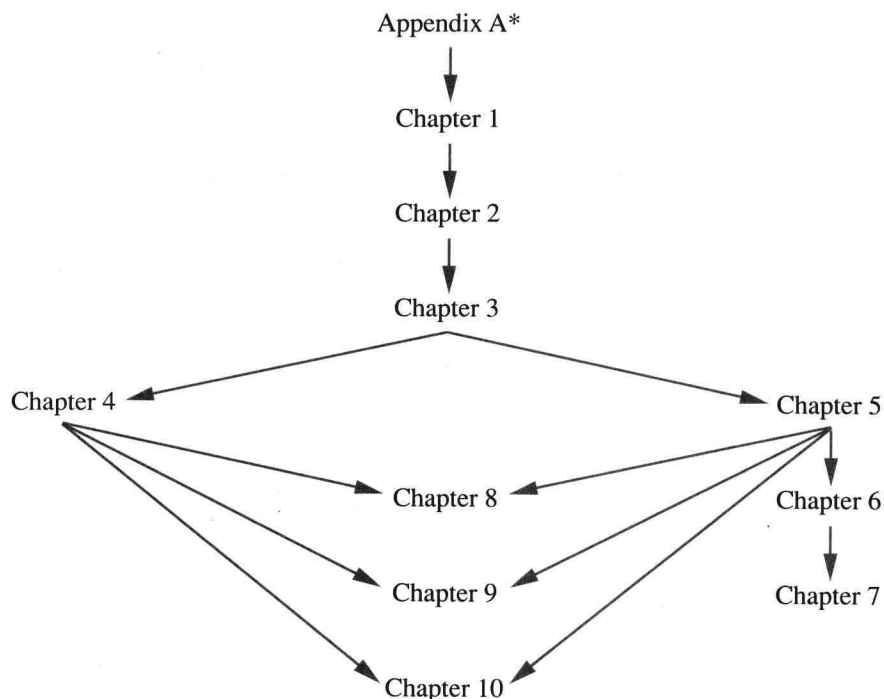 Appendix A*
Chapter 1
Chapter 2
Chapter 3
Chapter 4
Chapter 5
Chapter 8
Chapter 6
Chapter 9
Chapter 7
Chapter 10